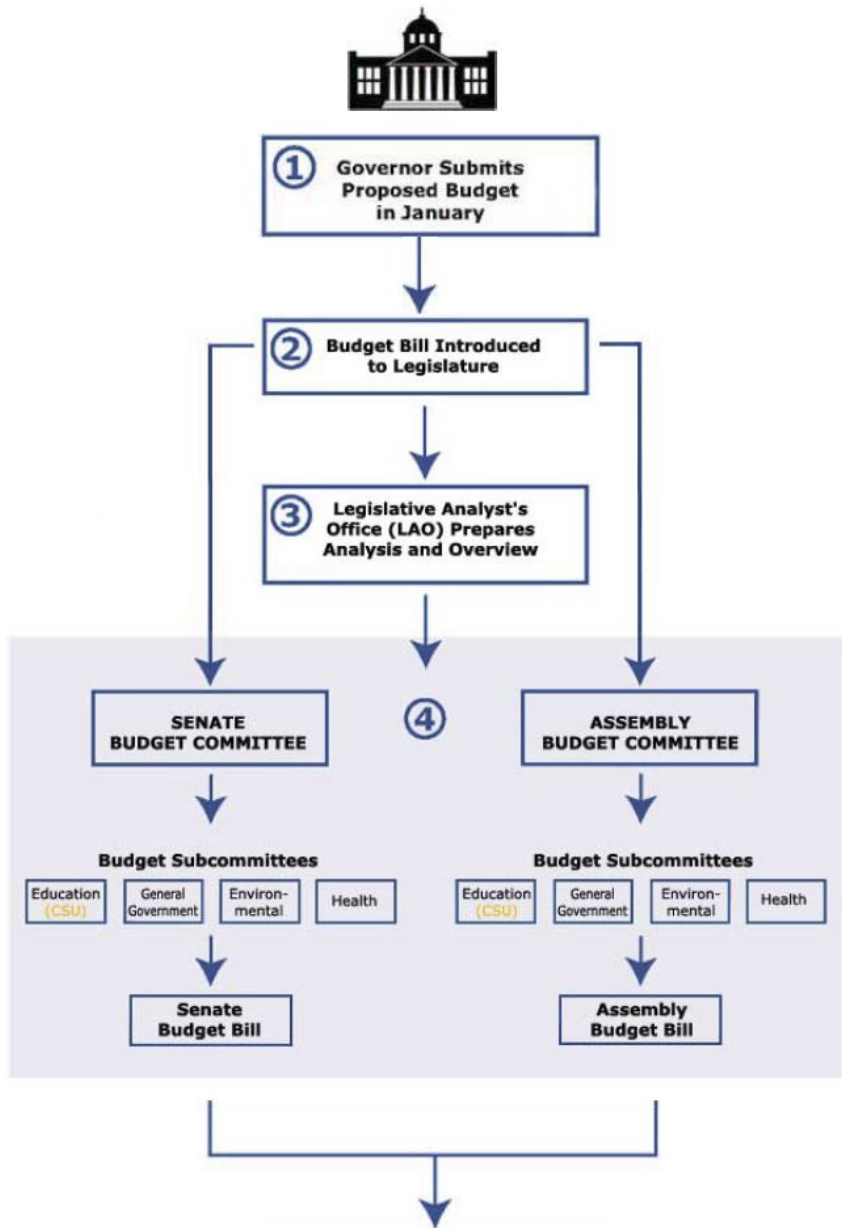 1
Governor Submits
Proposed Budget
in January
2
Budget Bill Introduced
to Legislature
3
Legislative Analyst's
Office (LAO) Prepares
Analysis and Overview
4
SENATE
BUDGET COMMITTEE
Budget Subcommittees
Education
(CSU)
General
Government
Environ-
mental
Health
Senate
Budget Bill
ASSEMBLY
BUDGET COMMITTEE
Budget Subcommittees
Education
(CSU)
General
Government
Environ-
mental
Health
Assembly
Budget Bill